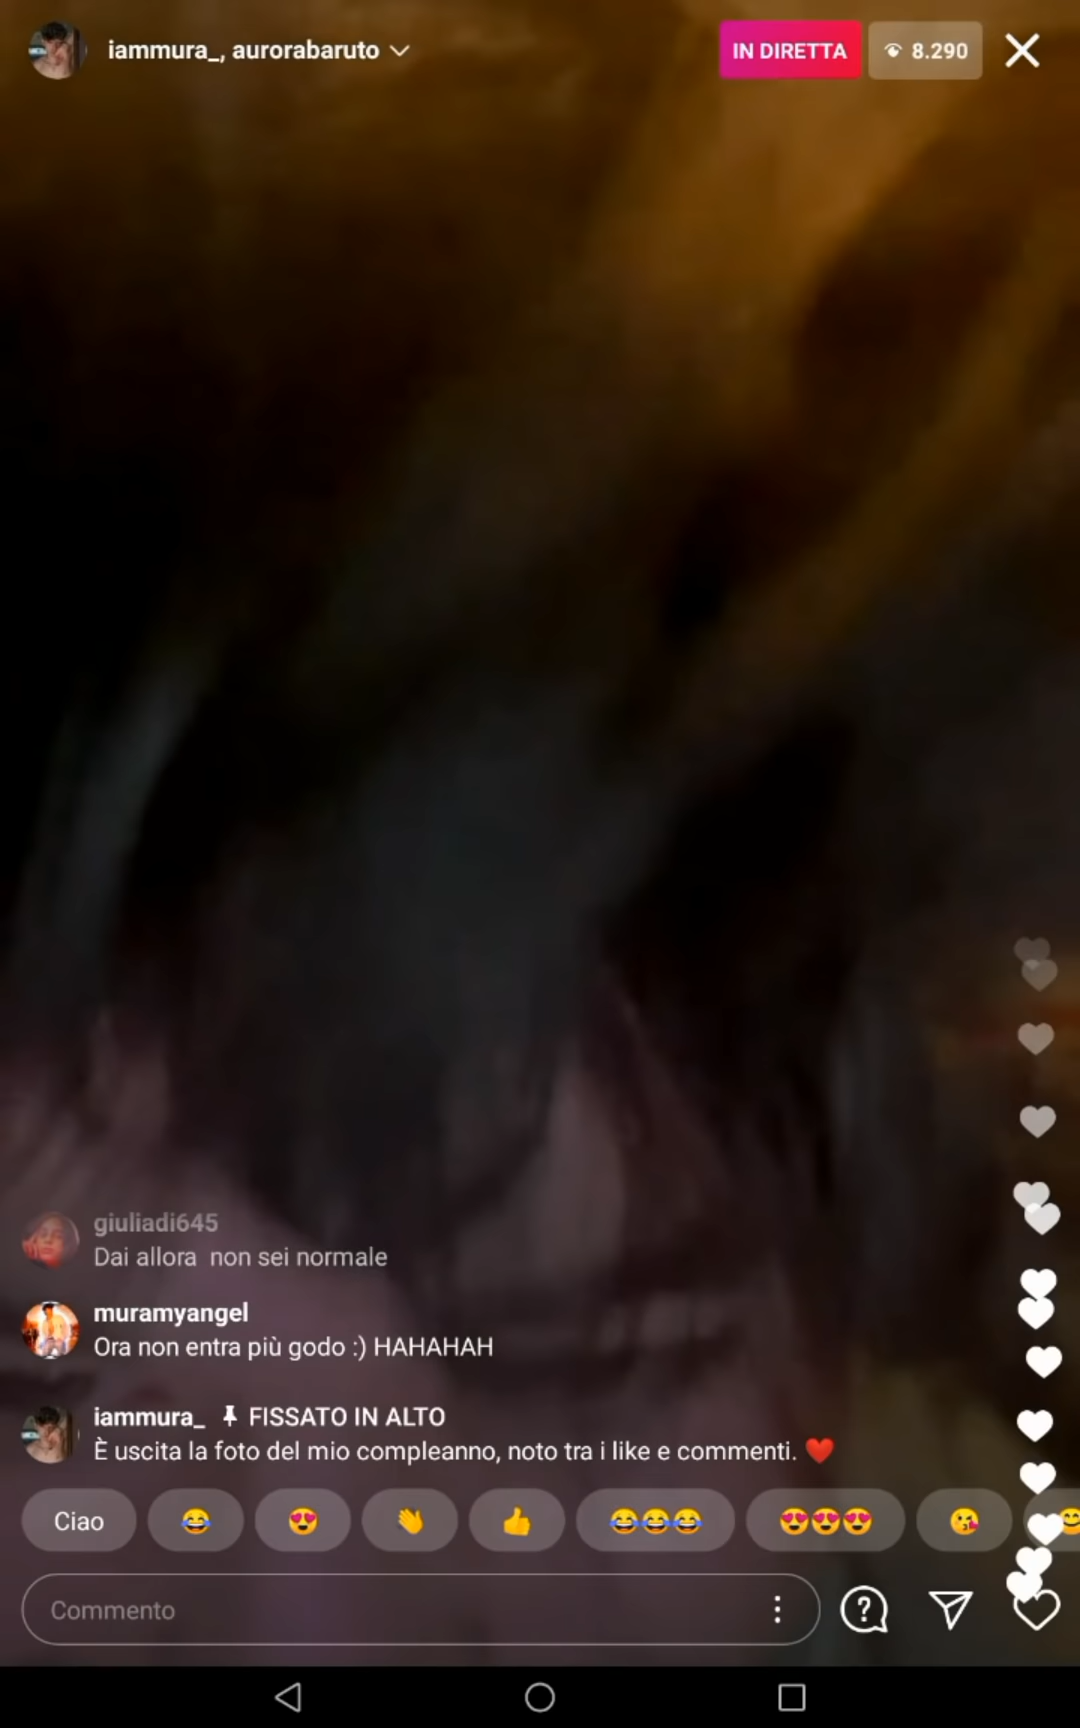 iammura_, aurorabaruto
IN DIRETTA
8.290
giuliadi645
Dai allora  non sei normale
muramyangel
Ora non entra più godo :) HAHAHAH
iammura_ FISSATO IN ALTO
È uscita la foto del mio compleanno, noto tra i like e commenti. ❤️
Ciao 😂 😍 👏 👍 😂😂😂 😍😍😍 😘 😊
Commento